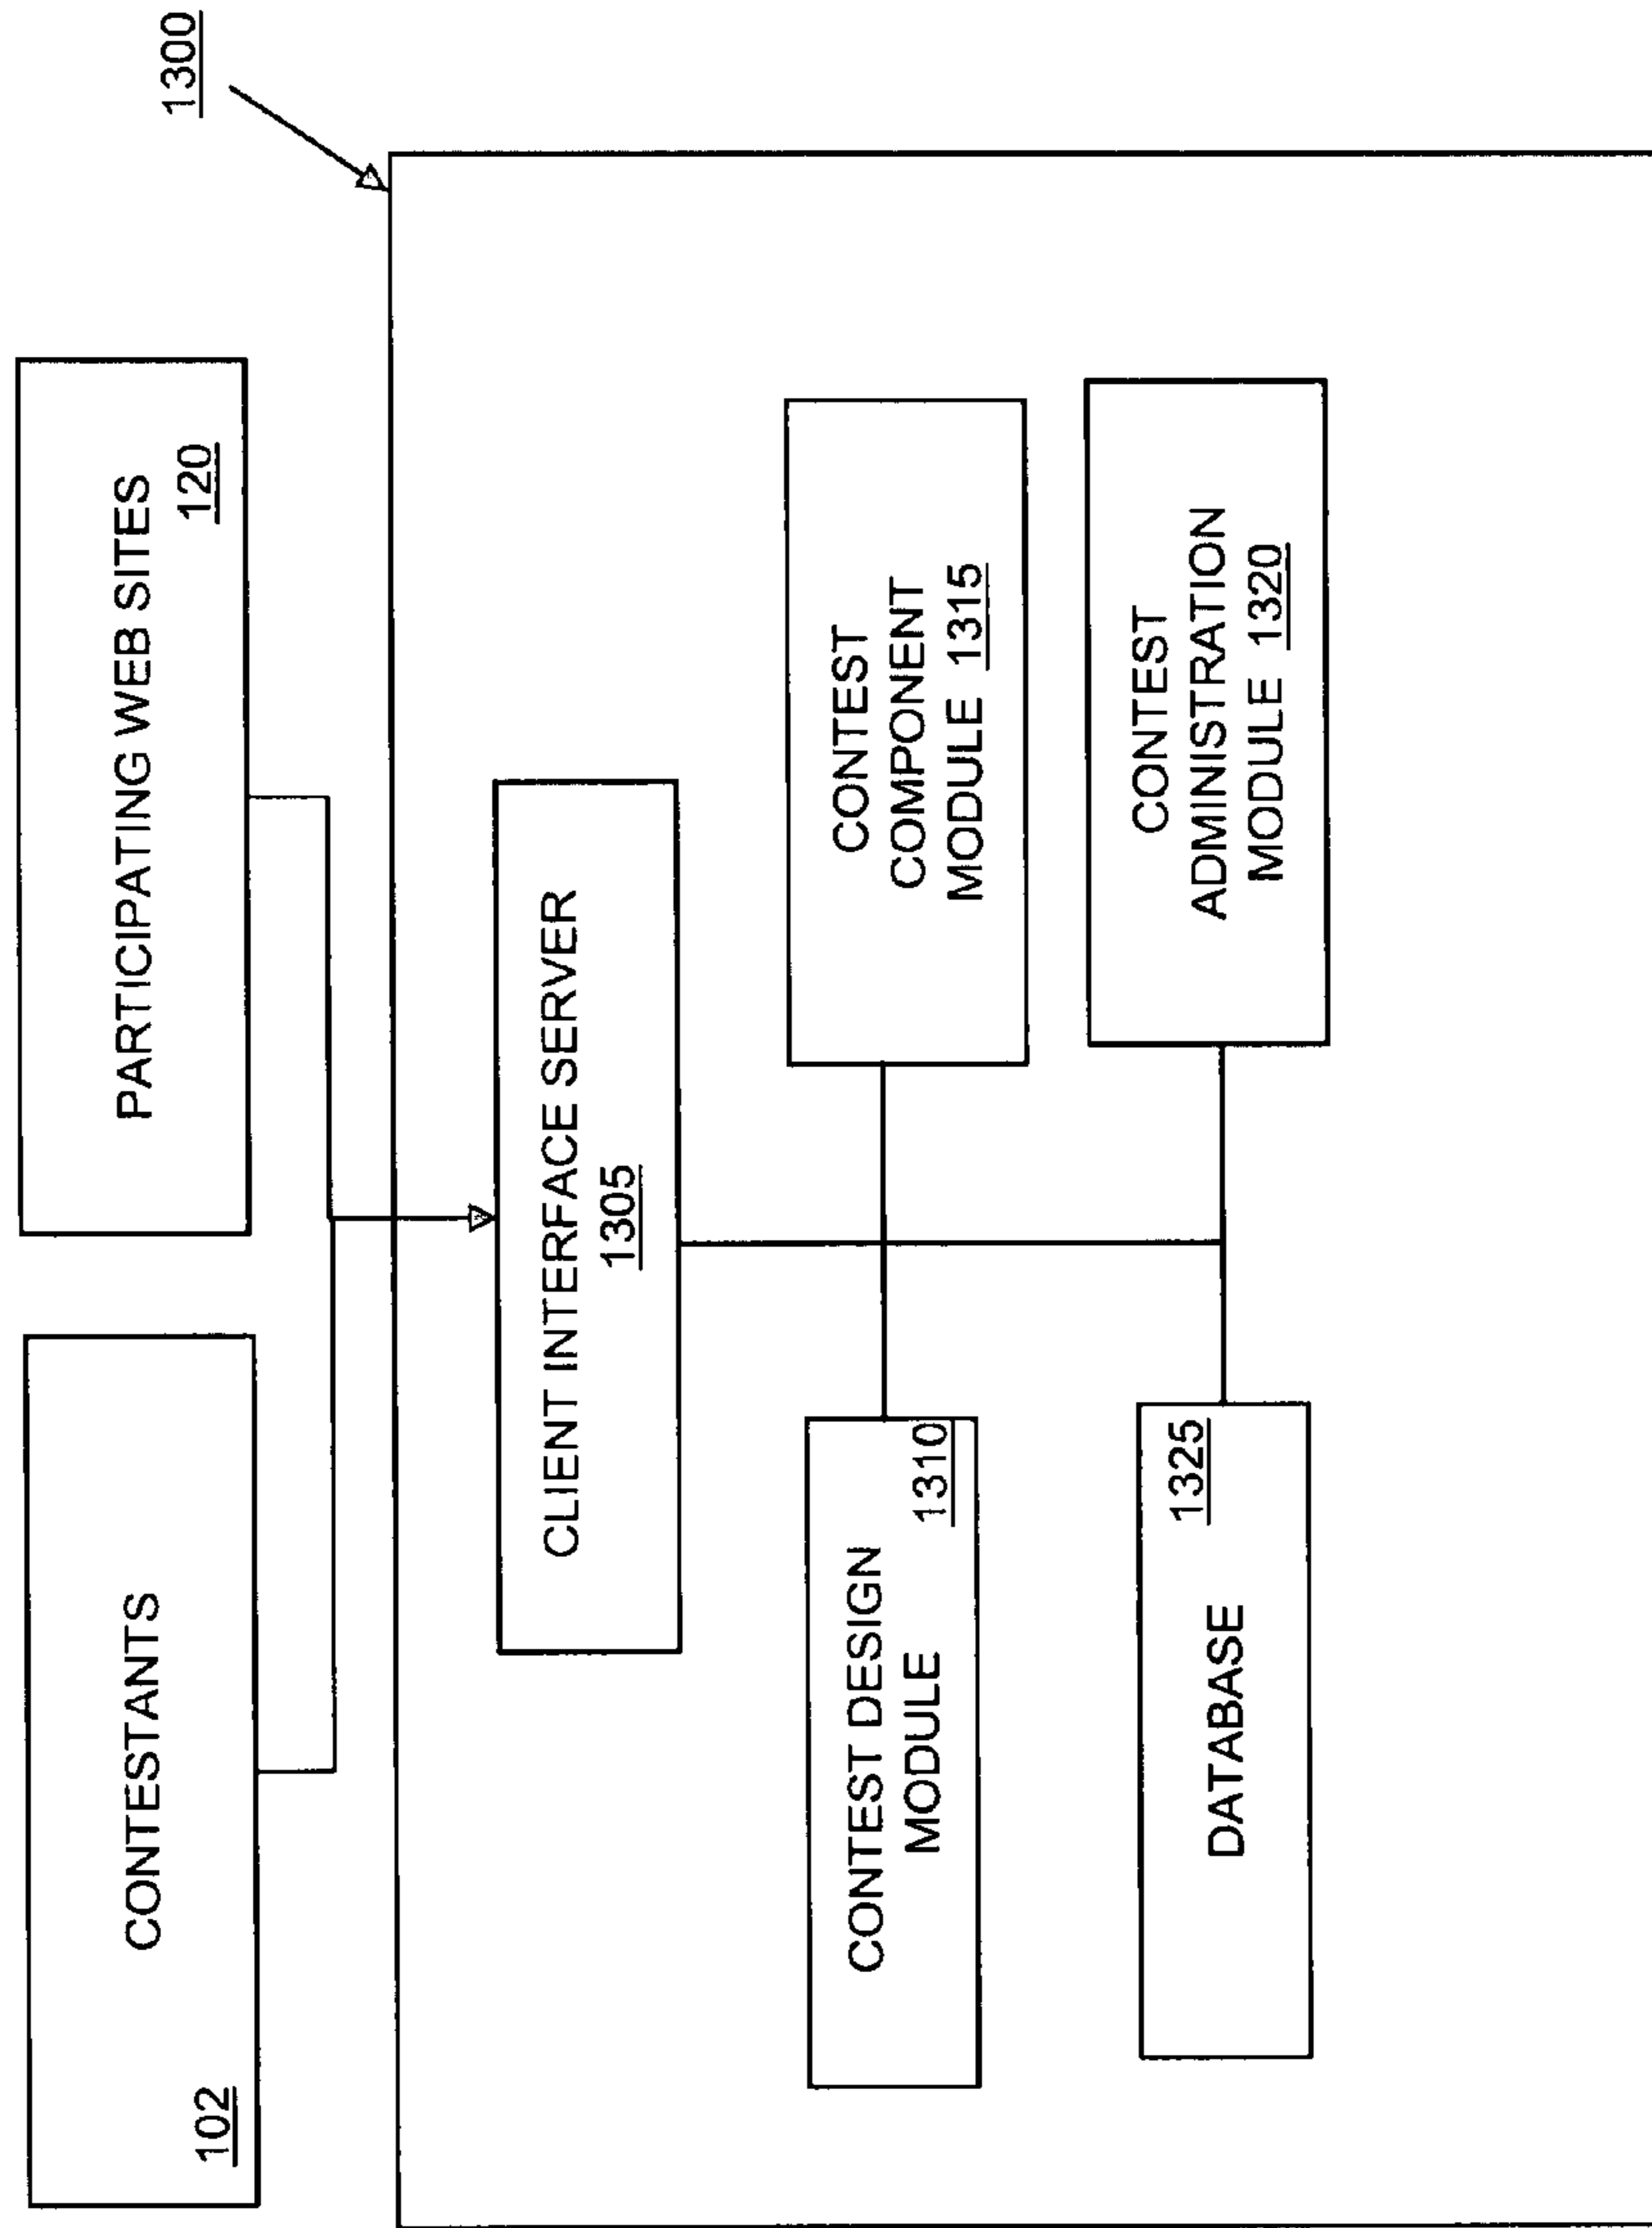 1300
CONTESTANTS
102
PARTICIPATING WEB SITES
120
CLIENT INTERFACE SERVER
1305
CONTEST DESIGN
MODULE
1310
CONTEST
COMPONENT
MODULE 1315
DATABASE
1325
CONTEST
ADMINISTRATION
MODULE 1320